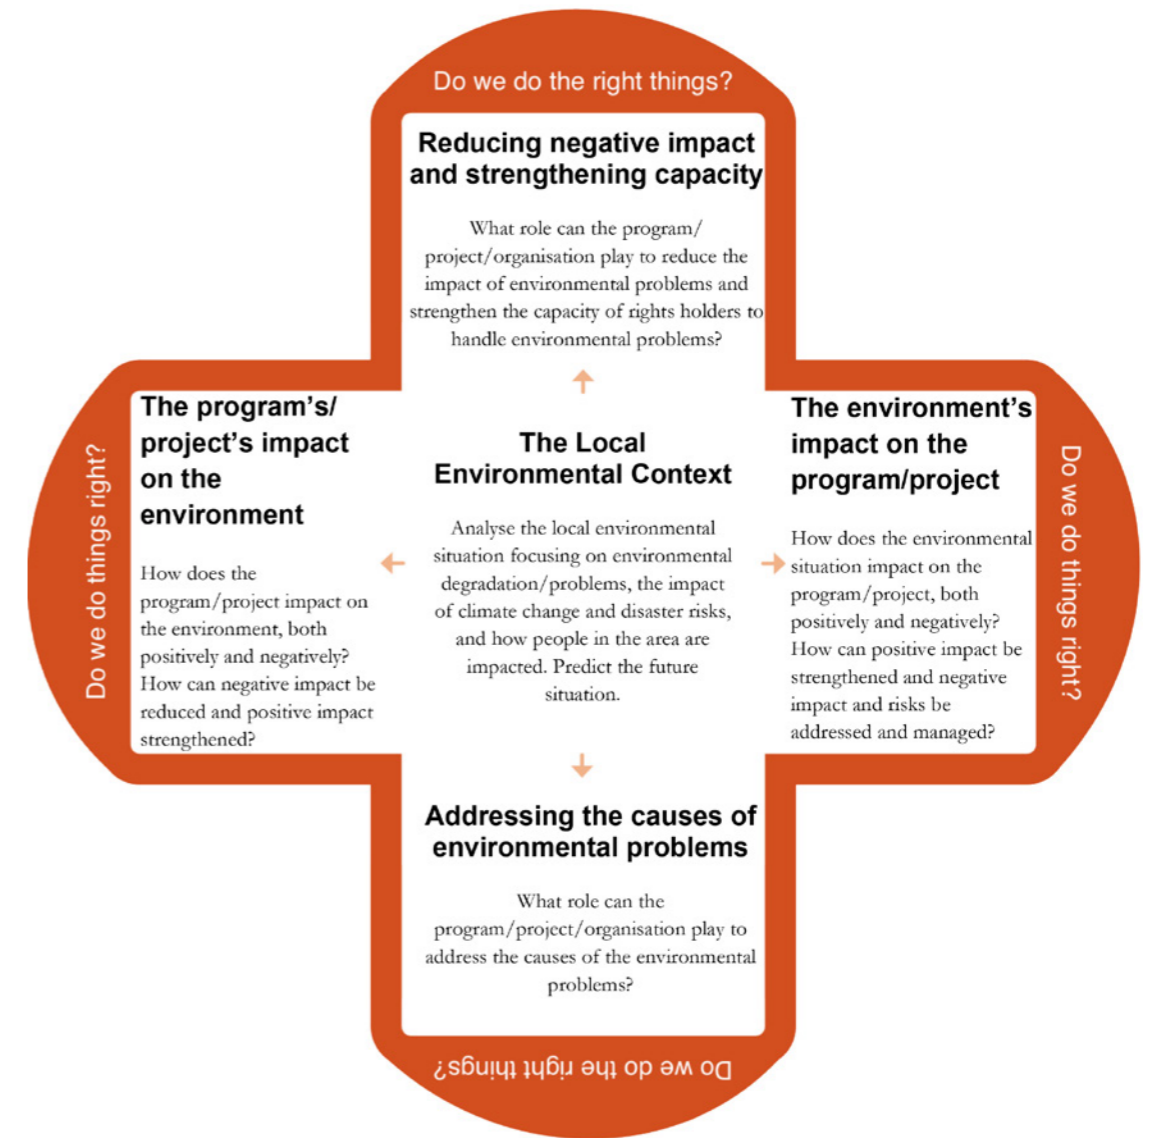 Do we do the right things?
Reducing negative impact
and strengthening capacity
What role can the program/
project/organisation play to reduce the
impact of environmental problems and
strengthen the capacity of rights holders to
handle environmental problems?
Do we do things right?
The program's/
project's impact
on the
environment
How does the
program/project impact on
the environment, both
positively and negatively?
How can negative impact be
reduced and positive impact
strengthened?
The Local
Environmental Context
Analyse the local environmental
situation focusing on environmental
degradation/problems, the impact
of climate change and disaster risks,
and how people in the area are
impacted. Predict the future
situation.
The environment's
impact on the
program/project
How does the environmental
situation impact on the
program/project, both
positively and negatively?
How can positive impact be
strengthened and negative
impact and risks be
addressed and managed?
Do we do things right?
Addressing the causes of
environmental problems
What role can the
program/project/organisation play to
address the causes of the environmental
problems?
Do we do the right things?